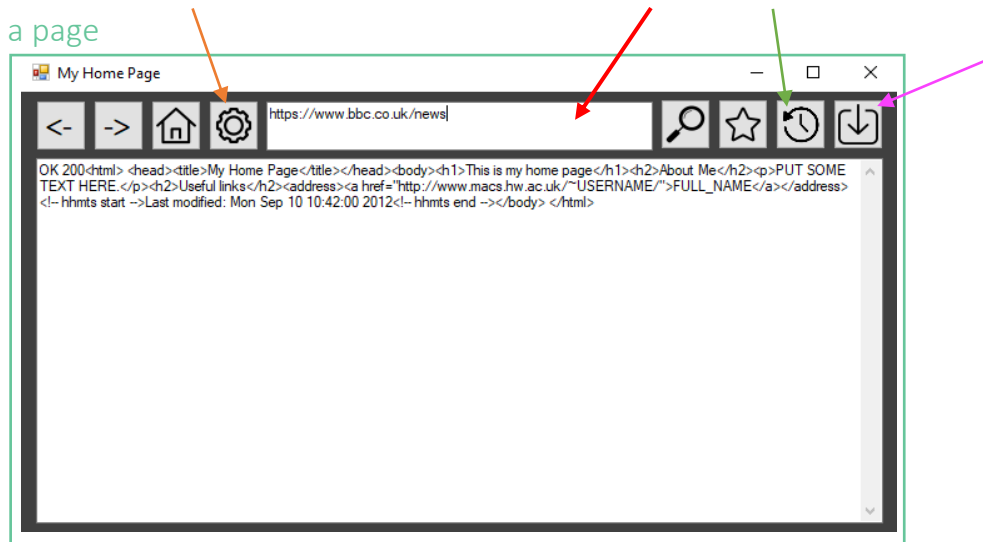 a page
My Home Page
<- -> https://www.bbc.co.uk/news
OK 200<html> <head><title>My Home Page</title></head><body><h1>This is my home page</h1><h2>About Me</h2><p>PUT SOME
TEXT HERE.</p><h2>Useful links</h2><address><a href="http://www.macs.hw.ac.uk/~USERNAME/">FULL_NAME</a></address>
<!-- hhmts start -->Last modified: Mon Sep 10 10:42:00 2012<!-- hhmts end --></body> </html>